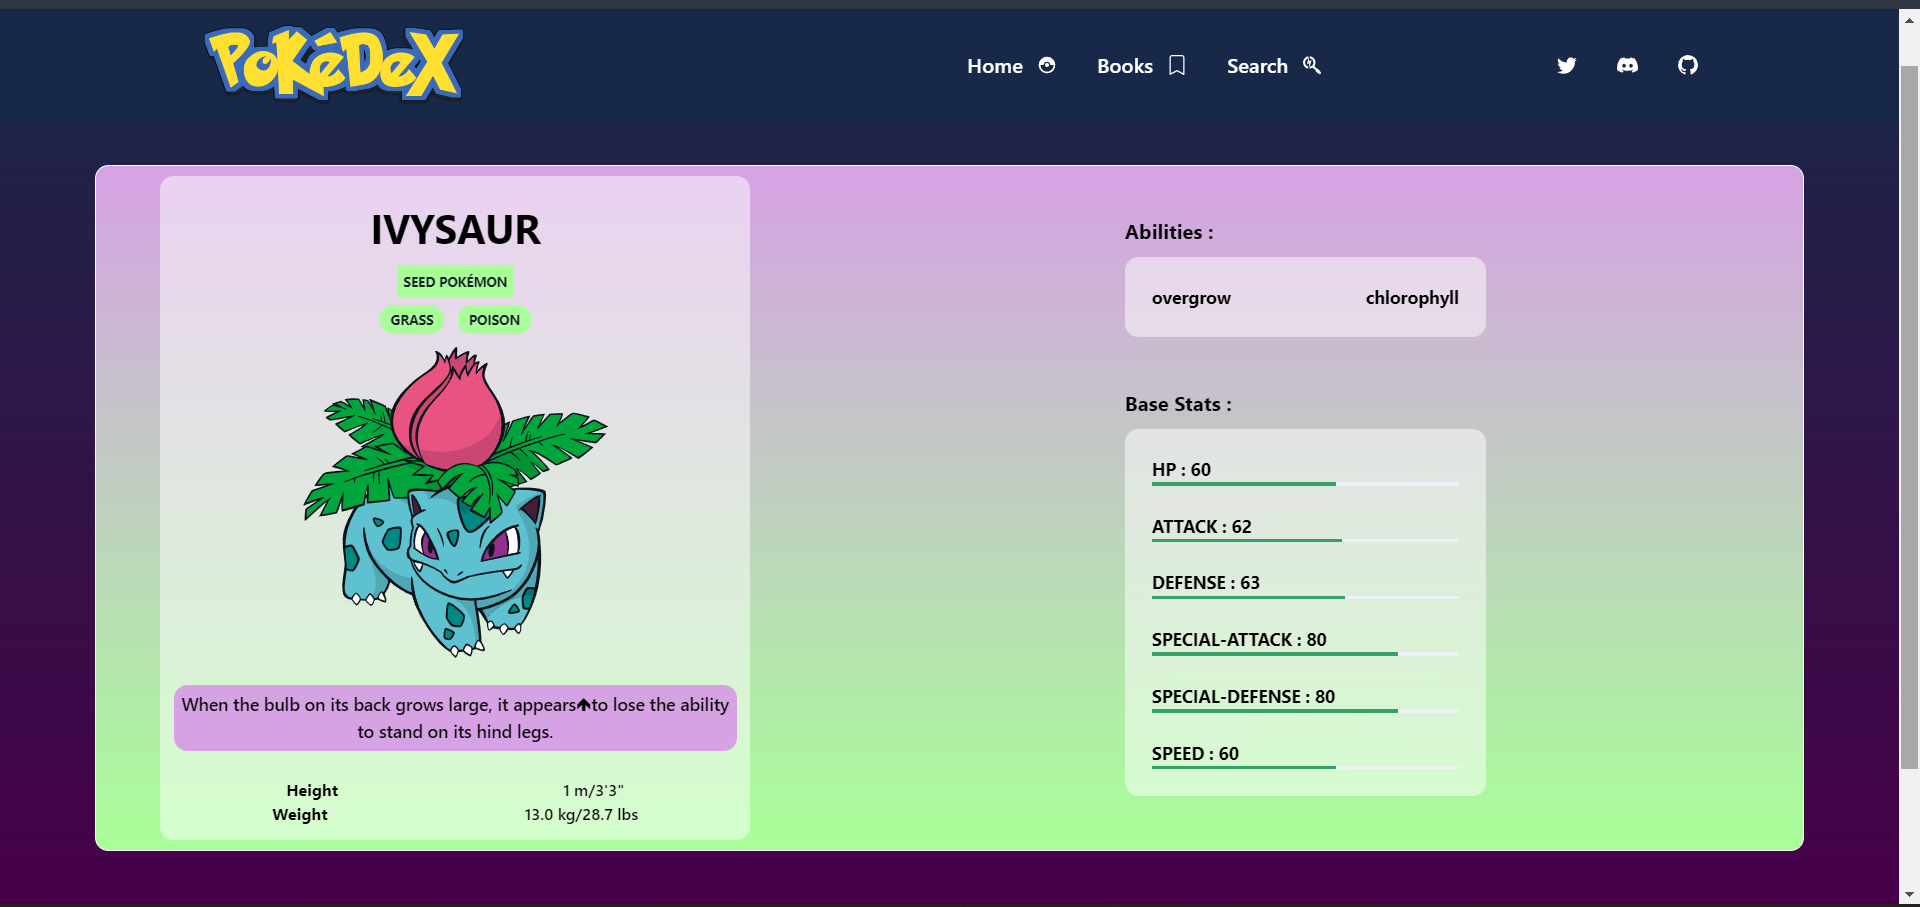 PoKéDeX
Home
Books
Search
IVYSAUR
SEED POKÉMON
GRASS POISON
When the bulb on its back grows large, it appears🡹to lose the ability
to stand on its hind legs.
Height 1 m/3'3"
Weight 13.0 kg/28.7 lbs
Abilities :
overgrow chlorophyll
Base Stats :
HP : 60
ATTACK : 62
DEFENSE : 63
SPECIAL-ATTACK : 80
SPECIAL-DEFENSE : 80
SPEED : 60